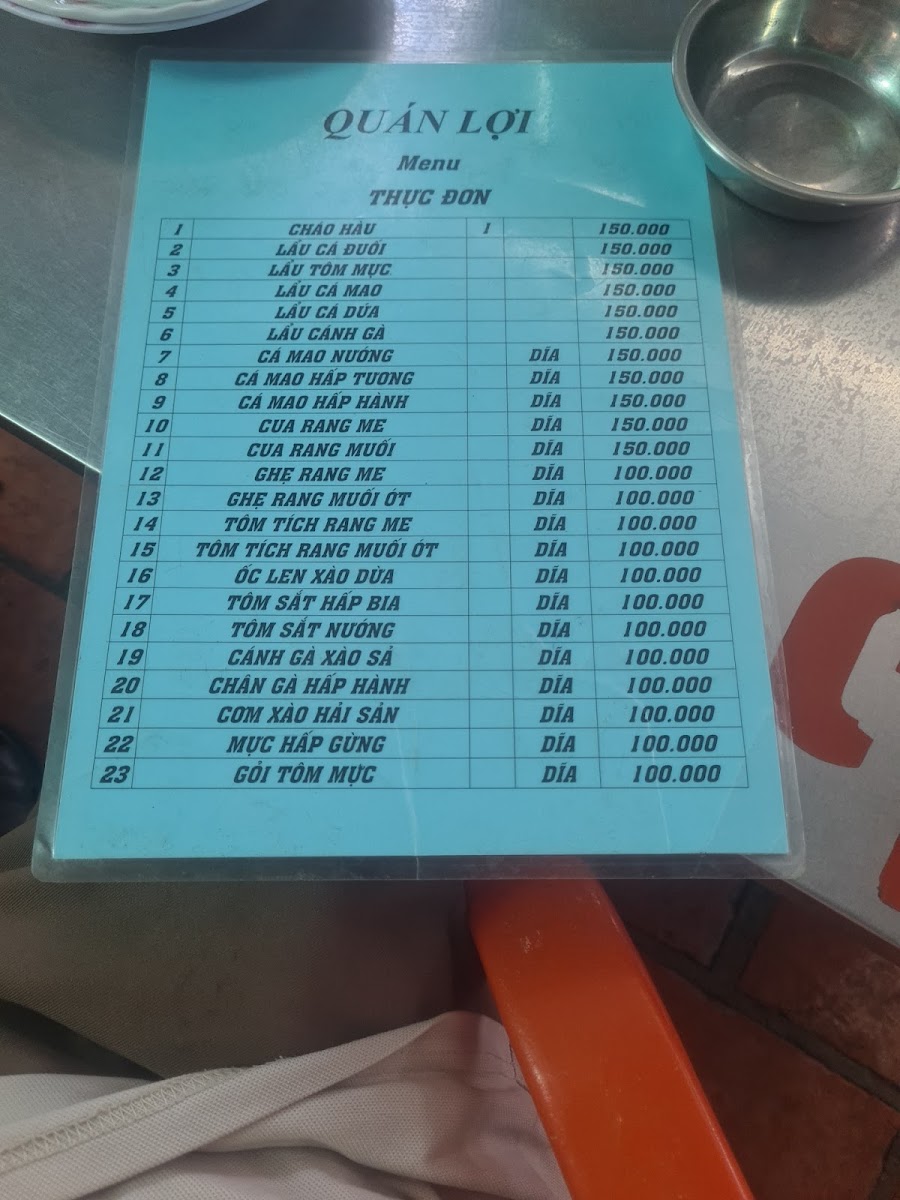 QUÁN LỢI
Menu
THỰC ĐƠN
1 CHÁO HÀU 1 150.000
2 LẨU CÁ ĐUỐI 150.000
3 LẨU TÔM MỰC 150.000
4 LẨU CÁ MAO 150.000
5 LẨU CÁ DỨA 150.000
6 LẨU CÁNH GÀ 150.000
7 CÁ MAO NƯỚNG DĨA 150.000
8 CÁ MAO HẤP TƯƠNG DĨA 150.000
9 CÁ MAO HẤP HÀNH DĨA 150.000
10 CUA RANG ME DĨA 150.000
11 CUA RANG MUỐI DĨA 150.000
12 GHẸ RANG ME DĨA 100.000
13 GHẸ RANG MUỐI ỚT DĨA 100.000
14 TÔM TÍCH RANG ME DĨA 100.000
15 TÔM TÍCH RANG MUỐI ỚT DĨA 100.000
16 ỐC LEN XÀO DỪA DĨA 100.000
17 TÔM SẮT HẤP BIA DĨA 100.000
18 TÔM SẮT NƯỚNG DĨA 100.000
19 CÁNH GÀ XÀO SẢ DĨA 100.000
20 CHÂN GÀ HẤP HÀNH DĨA 100.000
21 CƠM XÀO HẢI SẢN DĨA 100.000
22 MỰC HẤP GỪNG DĨA 100.000
23 GỎI TÔM MỰC DĨA 100.000